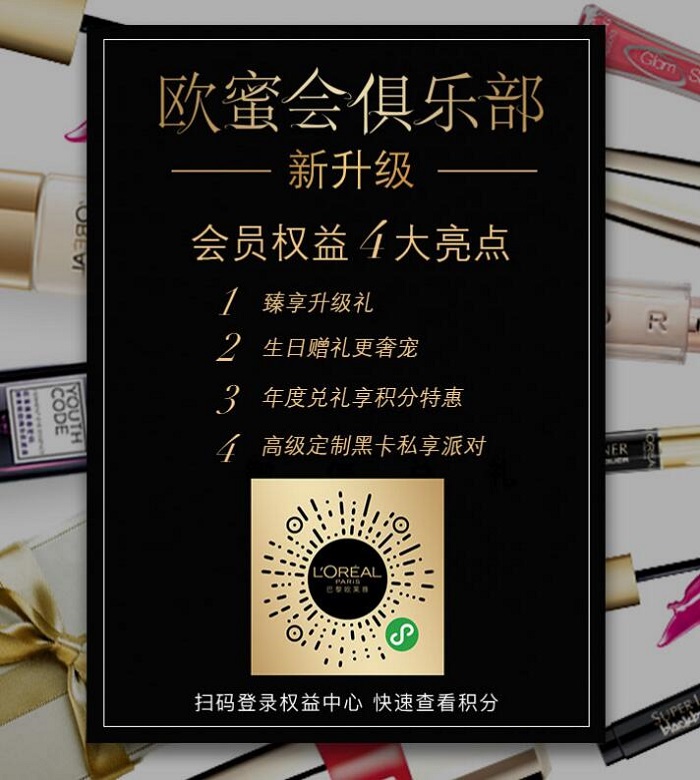 欧蜜会俱乐部
新升级
会员权益4大亮点
1 臻享升级礼
2 生日赠礼更奢宠
3 年度兑礼享积分特惠
4 高级定制黑卡私享派对
L'ORÉAL
PARIS
巴黎欧莱雅
扫码登录权益中心 快速查看积分
Glam
YOUTH
CODE
R
SUPER